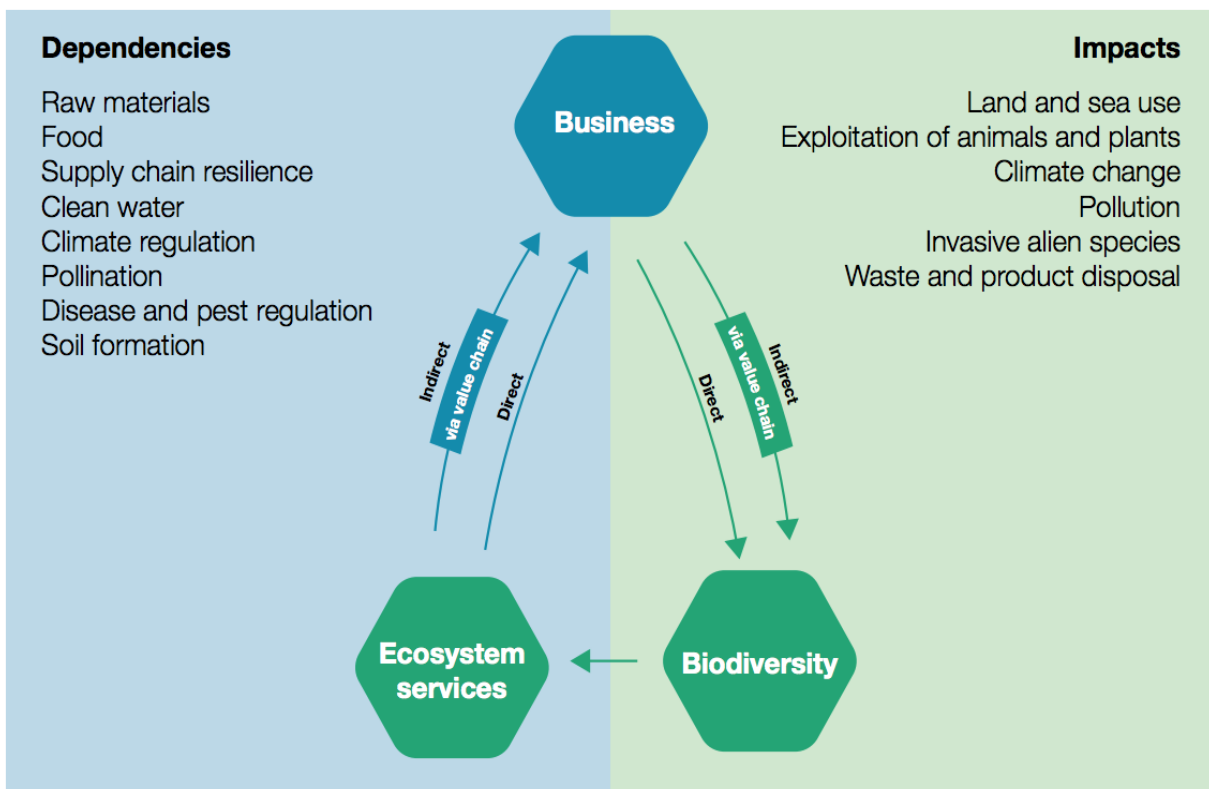 Dependencies
Raw materials
Food
Supply chain resilience
Clean water
Climate regulation
Pollination
Disease and pest regulation
Soil formation
Business
Impacts
Land and sea use
Exploitation of animals and plants
Climate change
Pollution
Invasive alien species
Waste and product disposal
Indirect
via value chain
Direct
Direct
via value chain
Indirect
Ecosystem
services
Biodiversity